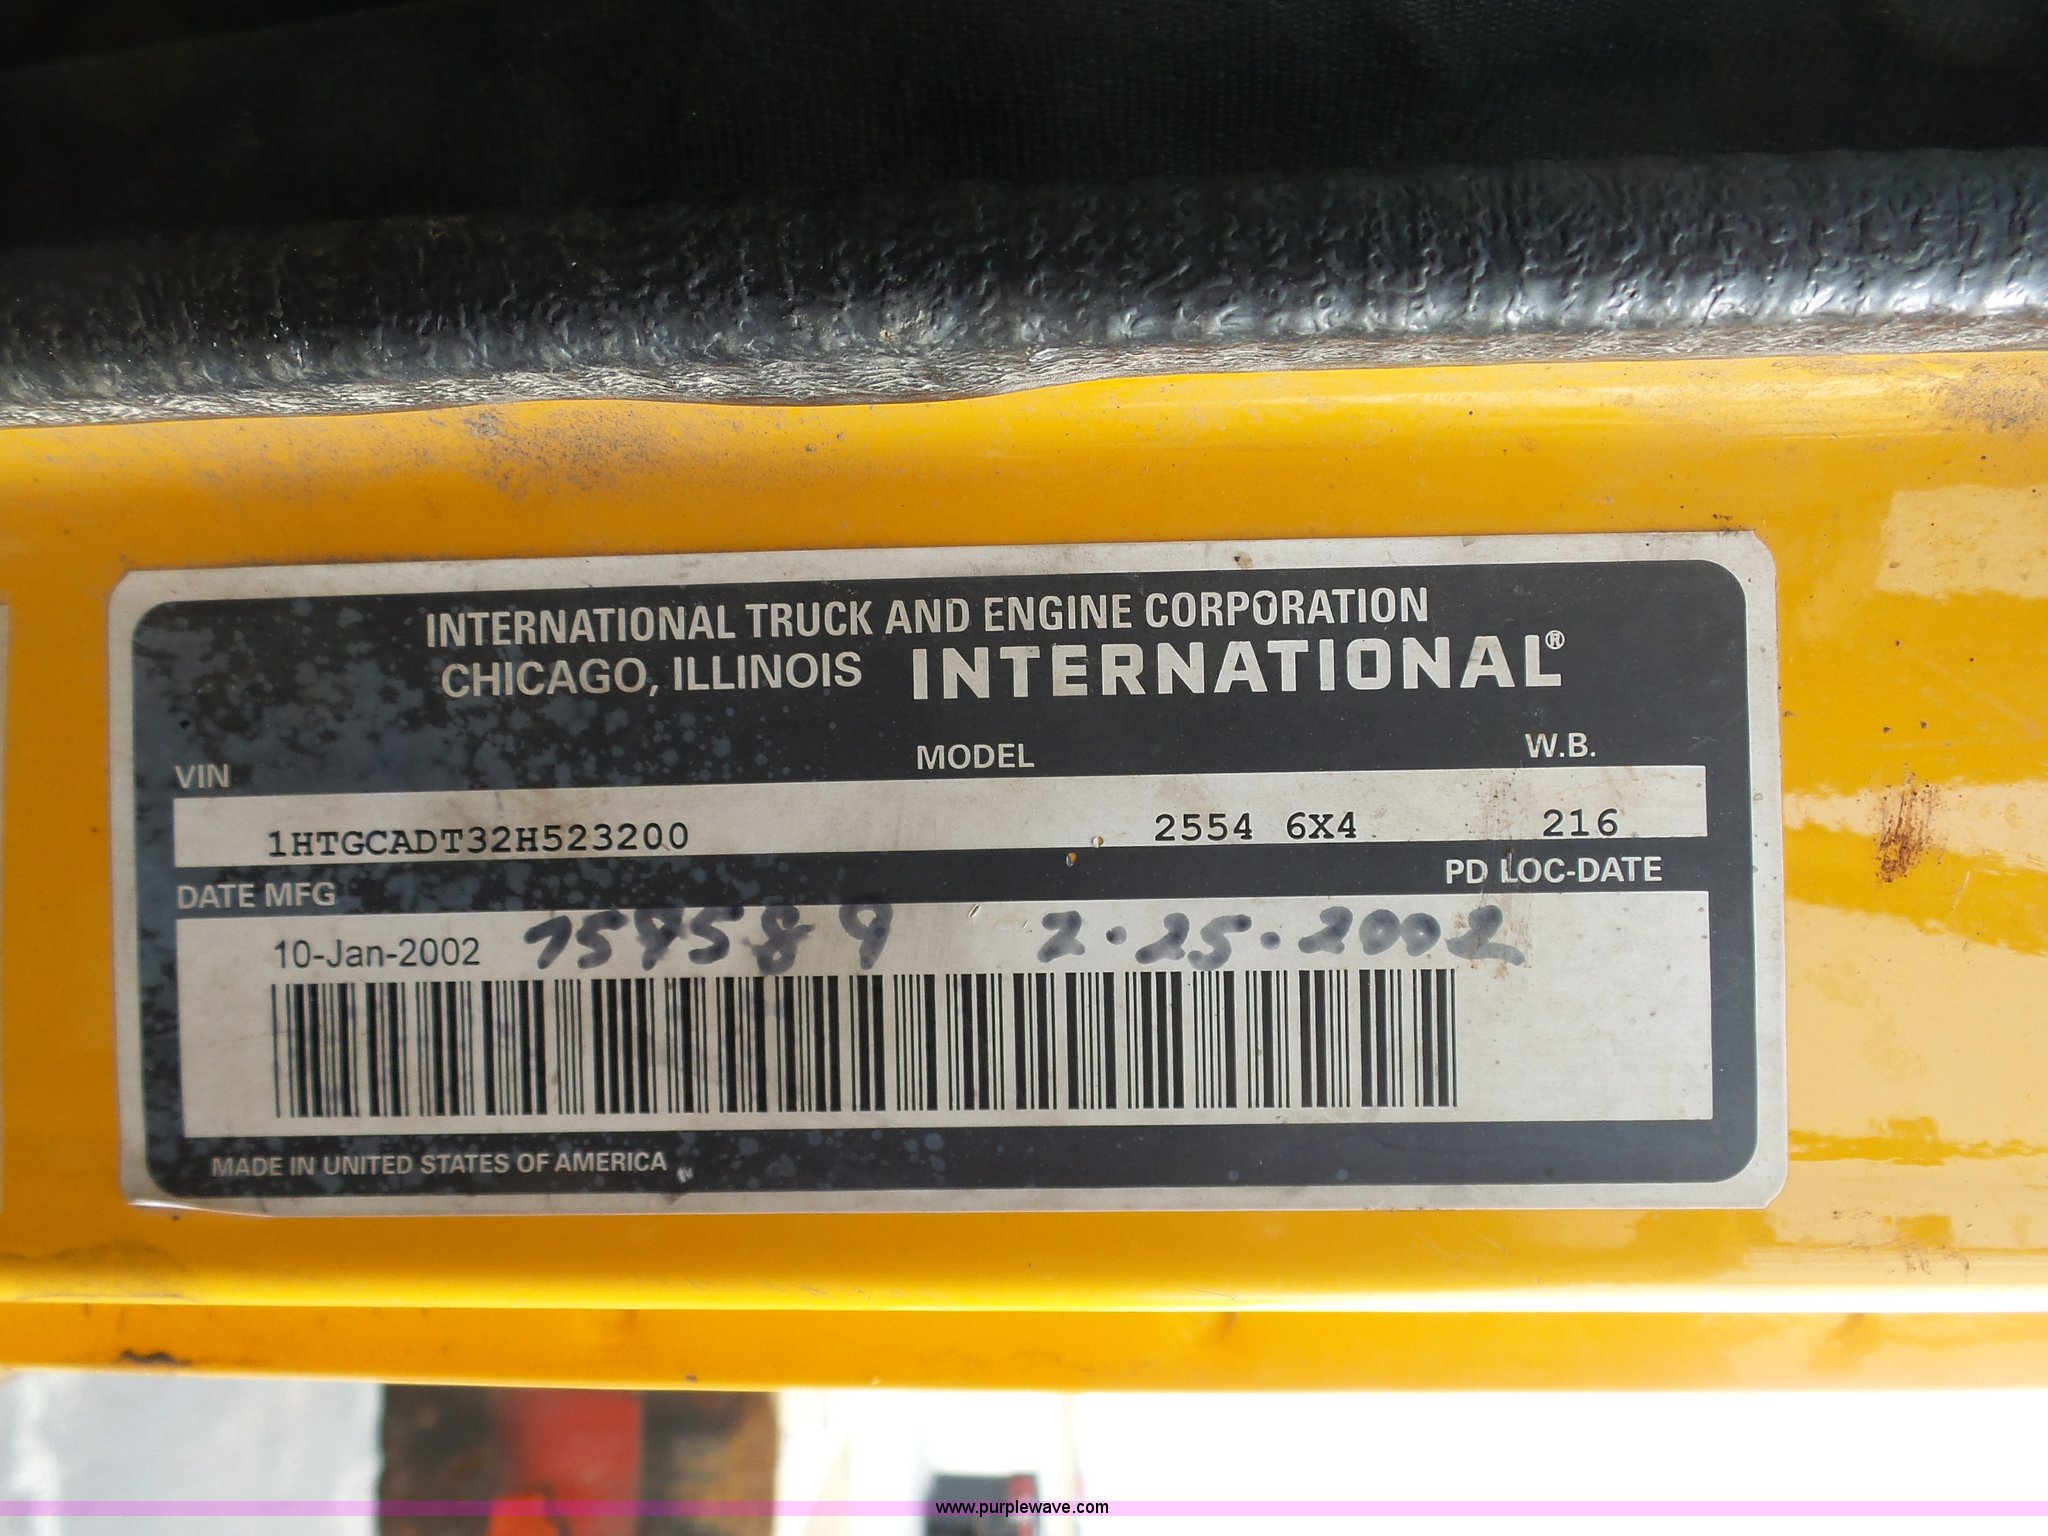 INTERNATIONAL TRUCK AND ENGINE CORPORATION
CHICAGO, ILLINOIS INTERNATIONAL®
VIN MODEL W.B.
1HTGCADT32H523200 2554 6X4 216
DATE MFG PD LOC-DATE
10-Jan-2002 2.25.2002
MADE IN UNITED STATES OF AMERICA
www.purplewave.com